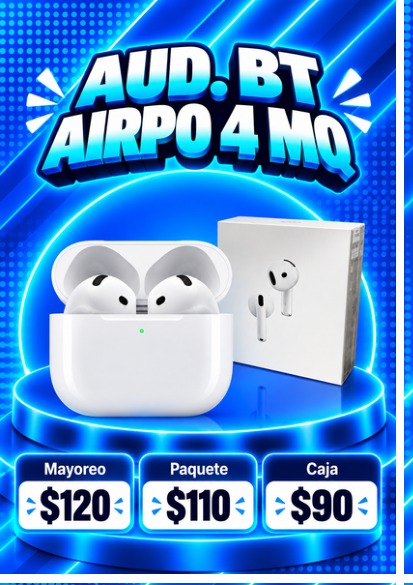 AUD. BT
AIRPO 4 MQ
Mayoreo
$120
Paquete
$110
Caja
$90